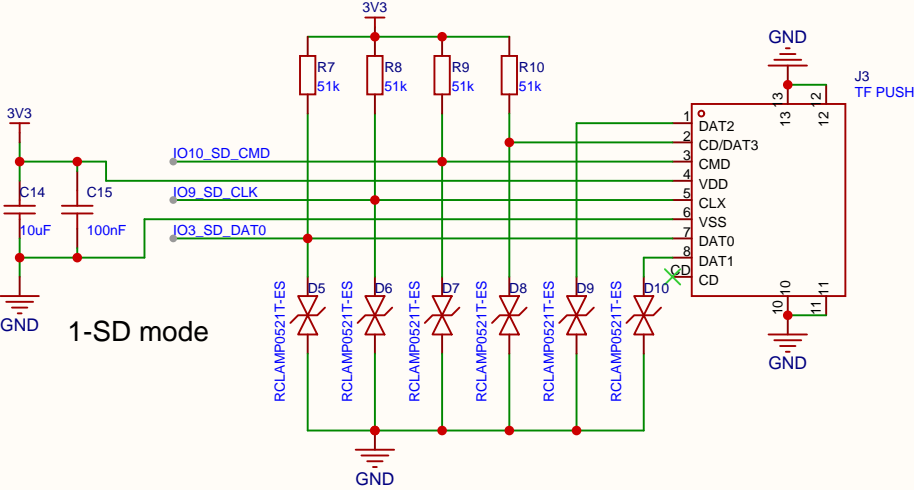 3V3
GND
J3
TF PUSH
R7
51k
R8
51k
R9
51k
R10
51k
13
12
13
12
3V3
1
DAT2
2
CD/DAT3
IO10_SD_CMD
3
CMD
4
VDD
C14
C15
IO9_SD_CLK
5
CLX
6
VSS
10uF
100nF
IO3_SD_DAT0
7
DAT0
8
DAT1
CD
CD
D5
RCLAMP0521T-ES
D6
RCLAMP0521T-ES
D7
RCLAMP0521T-ES
D8
RCLAMP0521T-ES
D9
RCLAMP0521T-ES
D10
RCLAMP0521T-ES
10
11
10
11
GND
1-SD mode
GND
GND